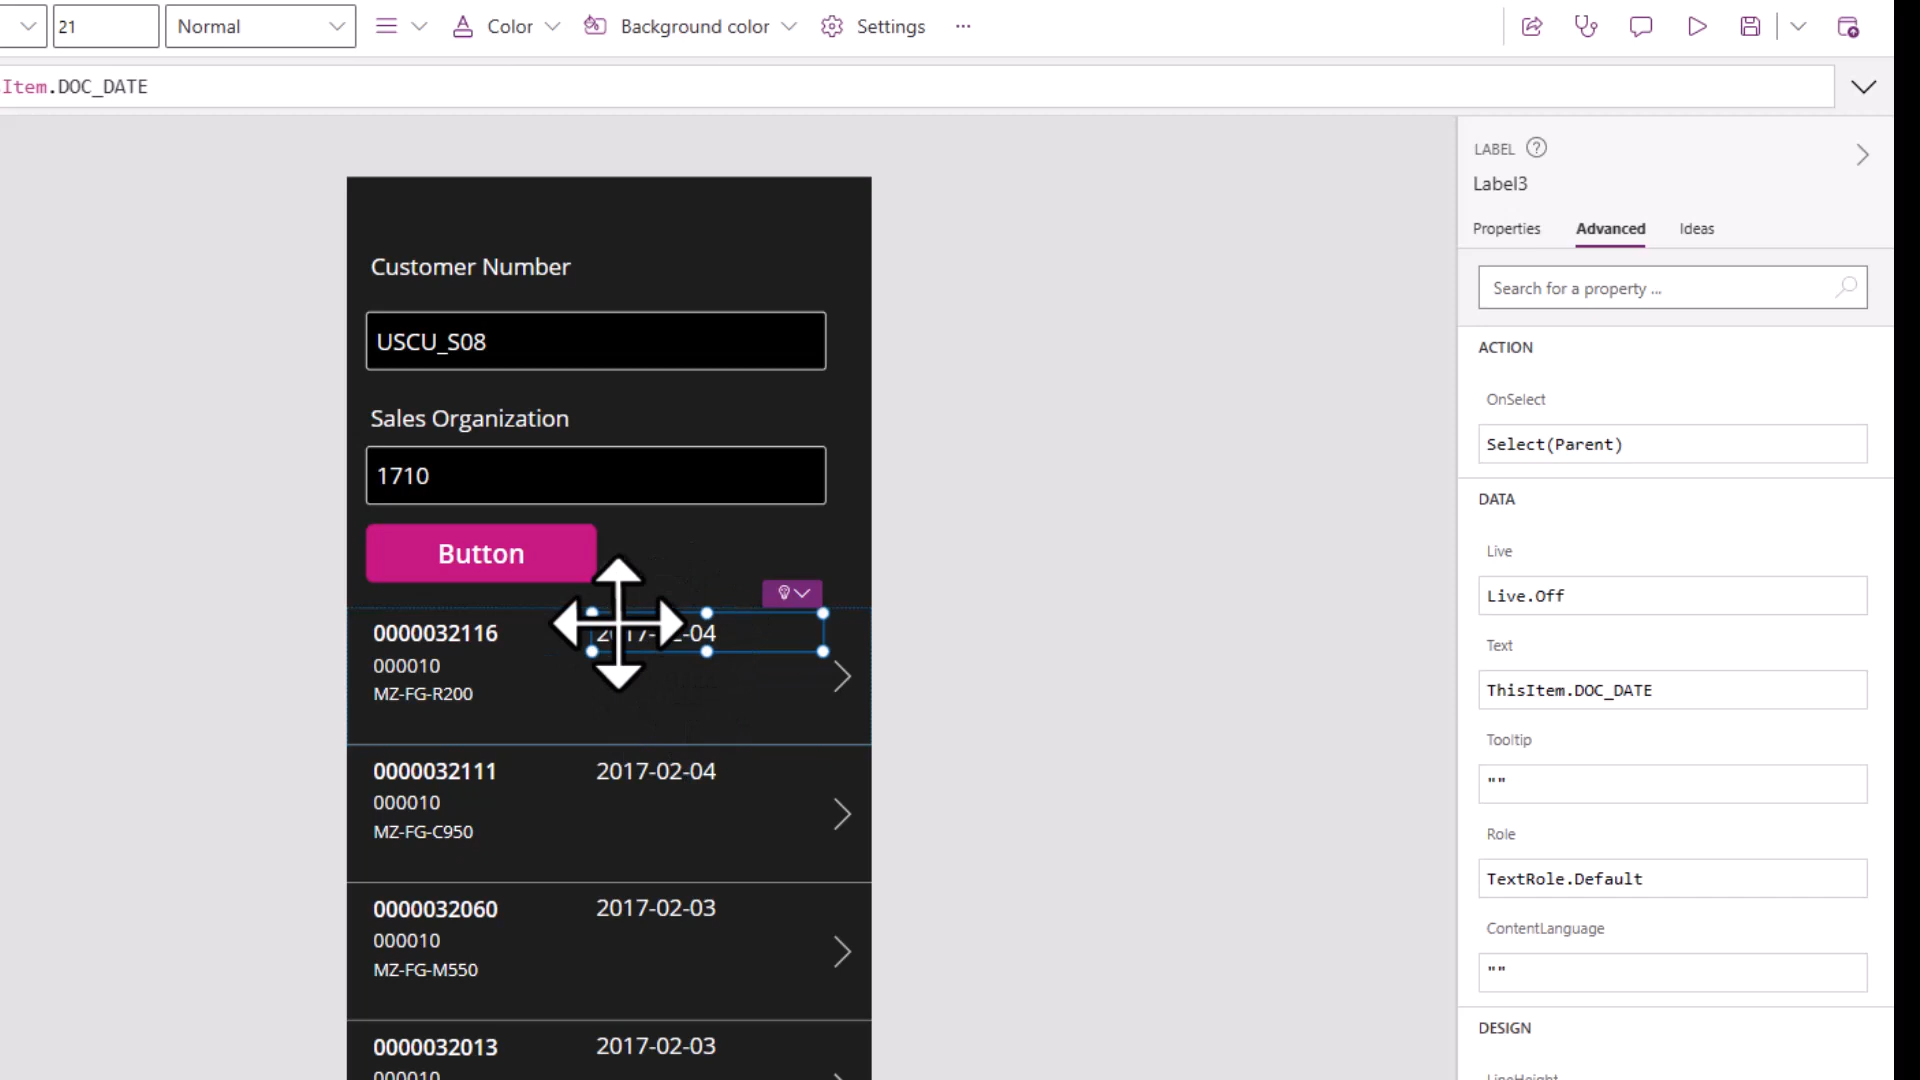 21
Normal
Color
Background color
Settings
Item.DOC_DATE
LABEL
Label3
Properties
Advanced
Ideas
Search for a property ...
ACTION
OnSelect
Select(Parent)
DATA
Live
Live.Off
Text
ThisItem.DOC_DATE
Tooltip
""
Role
TextRole.Default
ContentLanguage
""
DESIGN
Customer Number
USCU_S08
Sales Organization
1710
Button
0000032116
000010
MZ-FG-R200
0000032111
2017-02-04
000010
MZ-FG-C950
0000032060
2017-02-03
000010
MZ-FG-M550
0000032013
2017-02-03